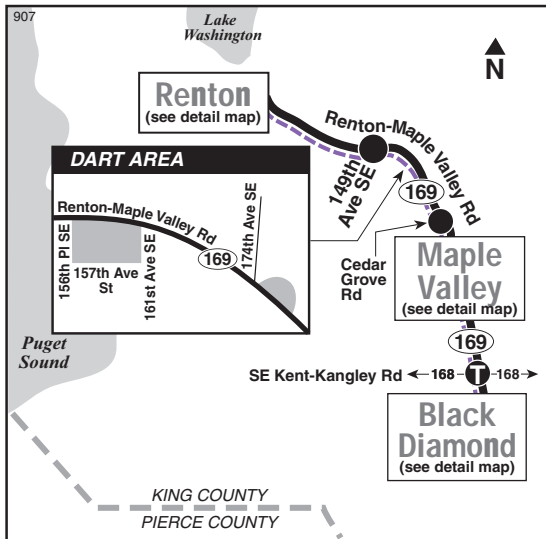 907
Lake
Washington
N
Renton
(see detail map)
Renton-Maple Valley Rd
149th
Ave SE
169
DART AREA
Renton-Maple Valley Rd
174th Ave SE
169
156th Pl SE
157th Ave
St
161st Ave SE
Cedar
Grove
Rd
Maple
Valley
(see detail map)
169
Puget
Sound
SE Kent-Kangley Rd
168
T
168
Black
Diamond
(see detail map)
KING COUNTY
PIERCE COUNTY